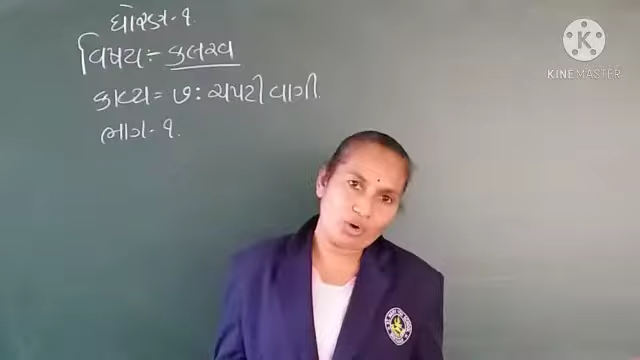 ધોરણ-૧.
વિષય ÷ કલરવ
કાવ્ય = ૭ : ચપટી વાગી.
ભાગ-૧.
KINEMASTER